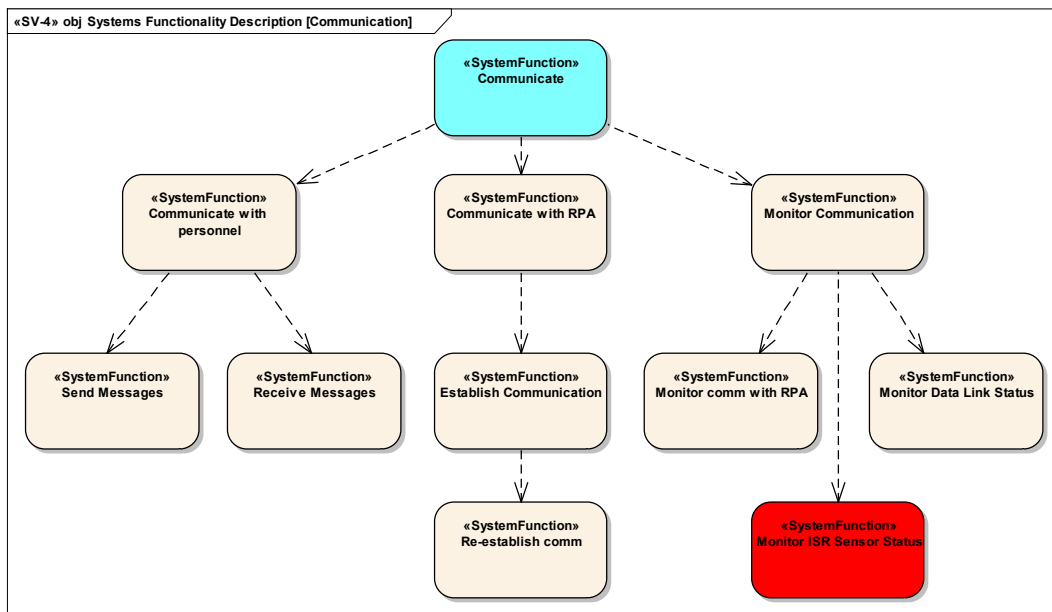 «SV-4» obj Systems Functionality Description [Communication]
«SystemFunction»
Communicate
«SystemFunction»
Communicate with
personnel
«SystemFunction»
Communicate with RPA
«SystemFunction»
Monitor Communication
«SystemFunction»
Send Messages
«SystemFunction»
Receive Messages
«SystemFunction»
Establish Communication
«SystemFunction»
Monitor comm with RPA
«SystemFunction»
Monitor Data Link Status
«SystemFunction»
Re-establish comm
«SystemFunction»
Monitor ISR Sensor Status